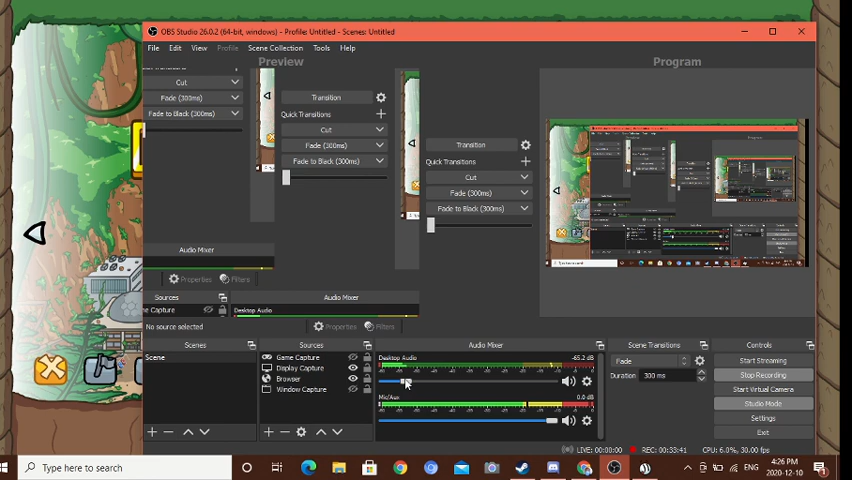 OBS Studio 26.0.2 (64-bit, windows) - Profile: Untitled - Scenes: Untitled
File Edit View Profile Scene Collection Tools Help
Preview
Program
Cut
Fade (300ms)
Fade to Black (300ms)
Transition
Quick Transitions
Cut
Fade (300ms)
Fade to Black (300ms)
Transition
Quick Transitions
Cut
Fade (300ms)
Fade to Black (300ms)
Audio Mixer
Properties Filters
Sources
Audio Mixer
me Capture
Desktop Audio
No source selected
Properties Filters
Scenes
Scene
Sources
Game Capture
Display Capture
Browser
Window Capture
Audio Mixer
Desktop Audio -65.2 dB
Mic/Aux 0.0 dB
Scene Transitions
Fade
Duration 300 ms
Controls
Start Streaming
Stop Recording
Start Virtual Camera
Studio Mode
Settings
Exit
LIVE: 00:00:00 REC: 00:33:41 CPU: 6.0%, 30.00 fps
Type here to search
ENG
4:26 PM
2020-12-10